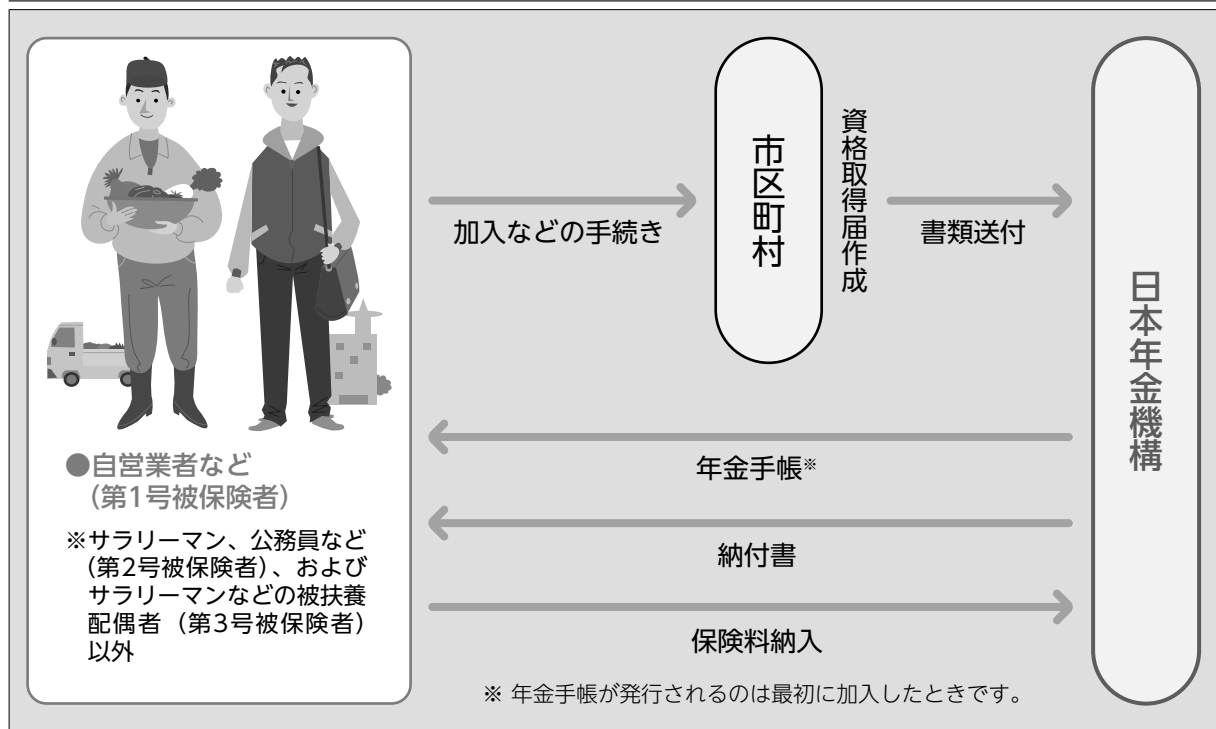 ●自営業者など
（第1号被保険者）
※サラリーマン、公務員など
（第2号被保険者）、および
サラリーマンなどの被扶養
配偶者（第3号被保険者）
以外
加入などの手続き
市区町村
資格取得届作成
書類送付
日本年金機構
年金手帳※
納付書
保険料納入
※ 年金手帳が発行されるのは最初に加入したときです。